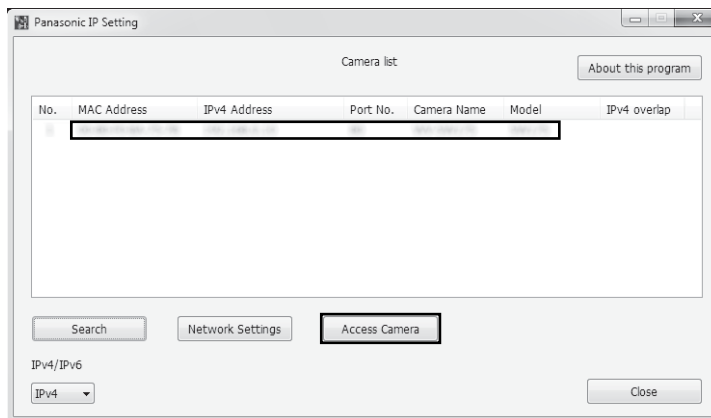 Panasonic IP Setting
Camera list
About this program
No. MAC Address IPv4 Address Port No. Camera Name Model IPv4 overlap
Search Network Settings Access Camera
IPv4/IPv6
IPv4 Close